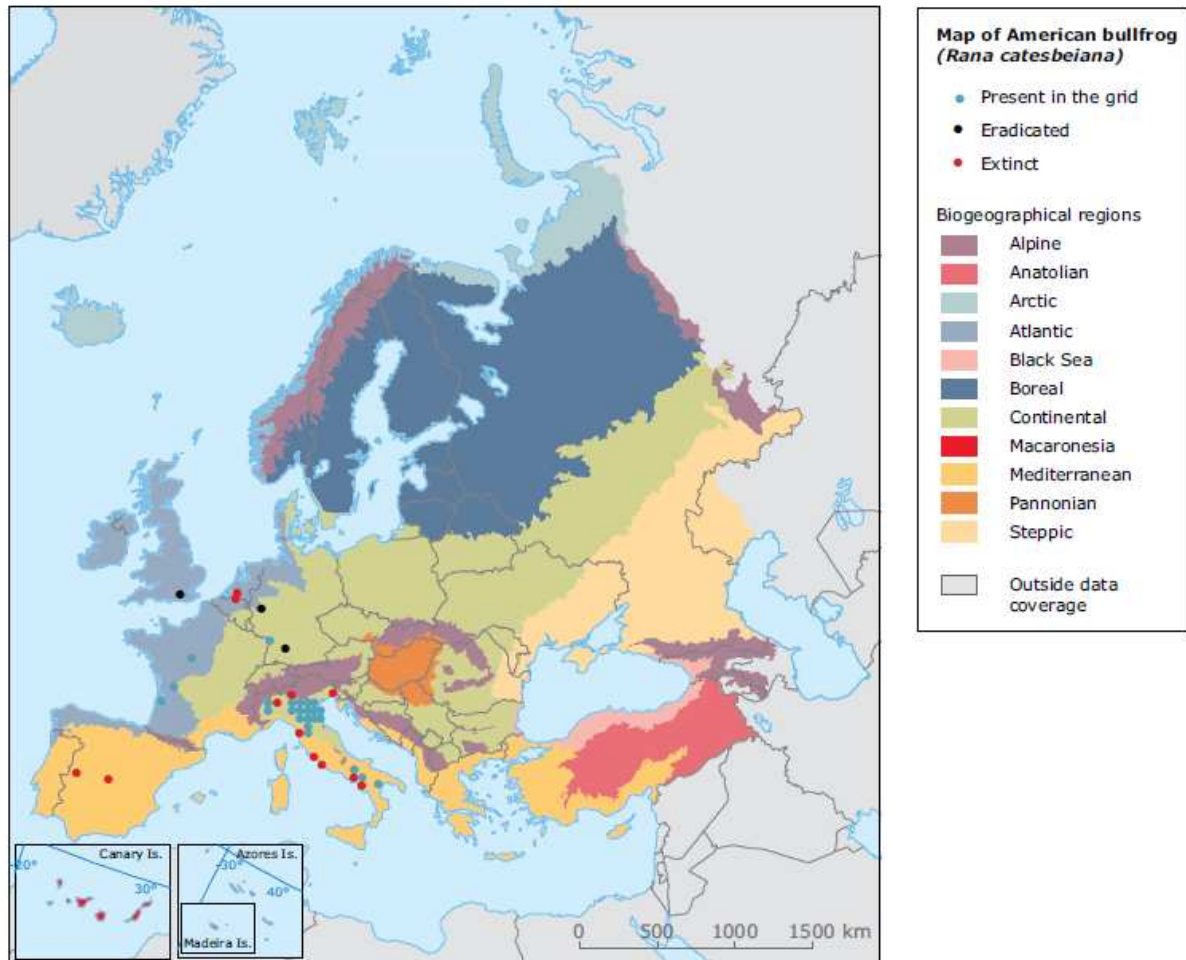 Map of American bullfrog
(Rana catesbeiana)
Present in the grid
Eradicated
Extinct
Biogeographical regions
Alpine
Anatolian
Arctic
Atlantic
Black Sea
Boreal
Continental
Macaronesia
Mediterranean
Pannonian
Steppic
Outside data
coverage
Canary Is.
-20°
30°
Azores Is.
-30°
40°
Madeira Is.
0 500 1000 1500 km